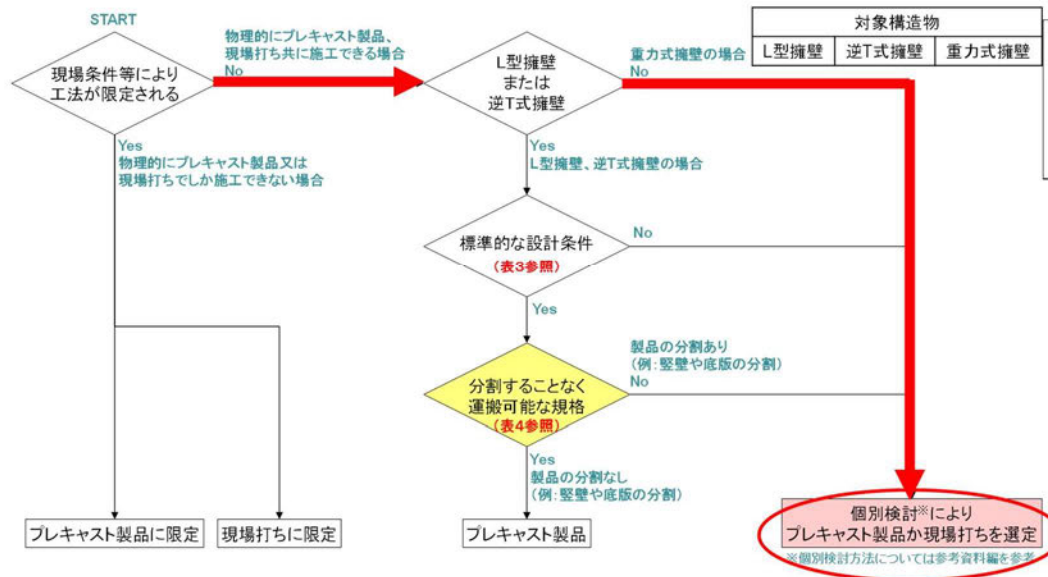 START
現場条件等により
工法が限定される
物理的にプレキャスト製品、
現場打ち共に施工できる場合
No
Yes
物理的にプレキャスト製品又は
現場打ちでしか施工できない場合
L型擁壁
または
逆T式擁壁
重力式擁壁の場合
No
対象構造物
L型擁壁 逆T式擁壁 重力式擁壁
Yes
L型擁壁、逆T式擁壁の場合
標準的な設計条件
(表3参照)
No
Yes
分割することなく
運搬可能な規格
(表4参照)
製品の分割あり
(例:竪壁や底版の分割)
No
Yes
製品の分割なし
(例:竪壁や底版の分割)
プレキャスト製品に限定
現場打ちに限定
プレキャスト製品
個別検討※により
プレキャスト製品か現場打ちを選定
※個別検討方法については参考資料編を参考